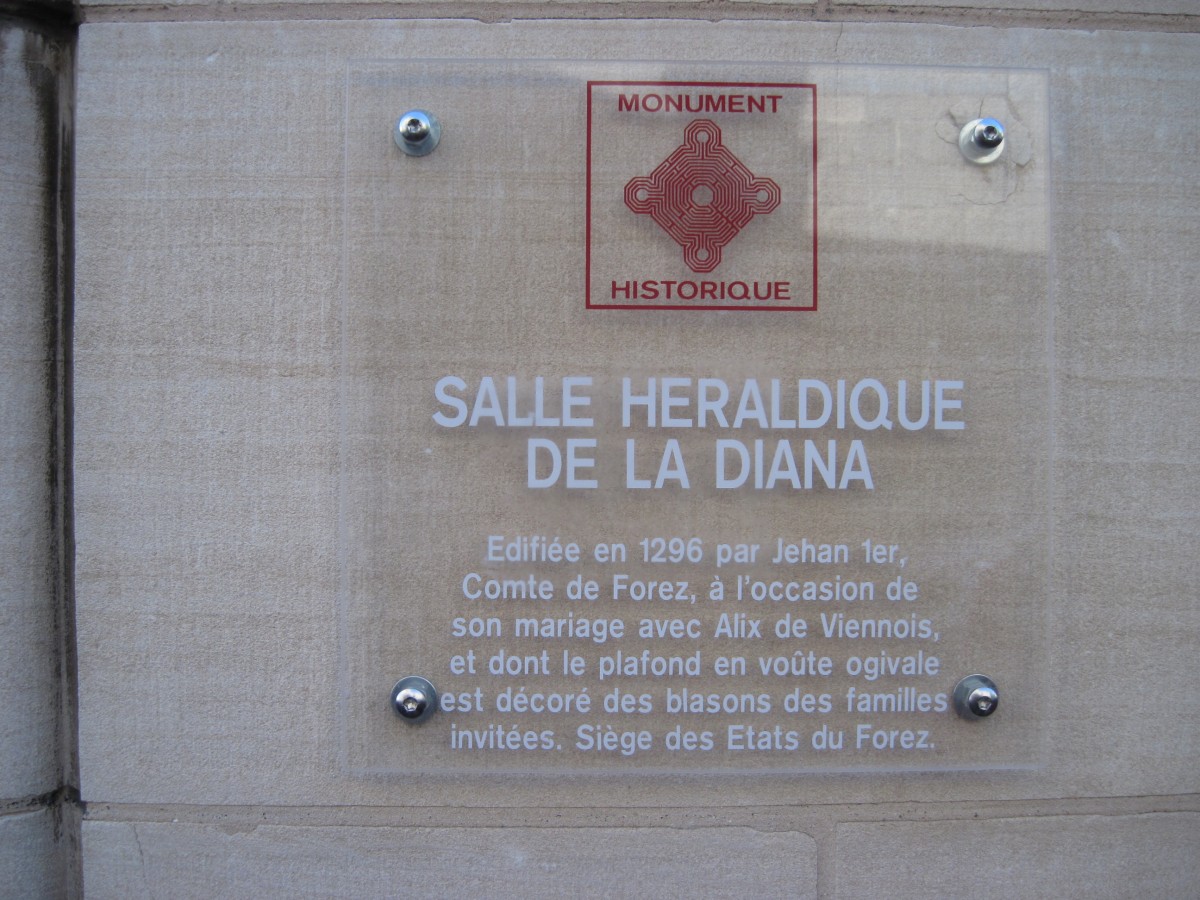 MONUMENT
HISTORIQUE
SALLE HERALDIQUE
DE LA DIANA
Edifiée en 1296 par Jehan 1er,
Comte de Forez, à l'occasion de
son mariage avec Alix de Viennois,
et dont le plafond en voûte ogivale
est décoré des blasons des familles
invitées. Siège des Etats du Forez.